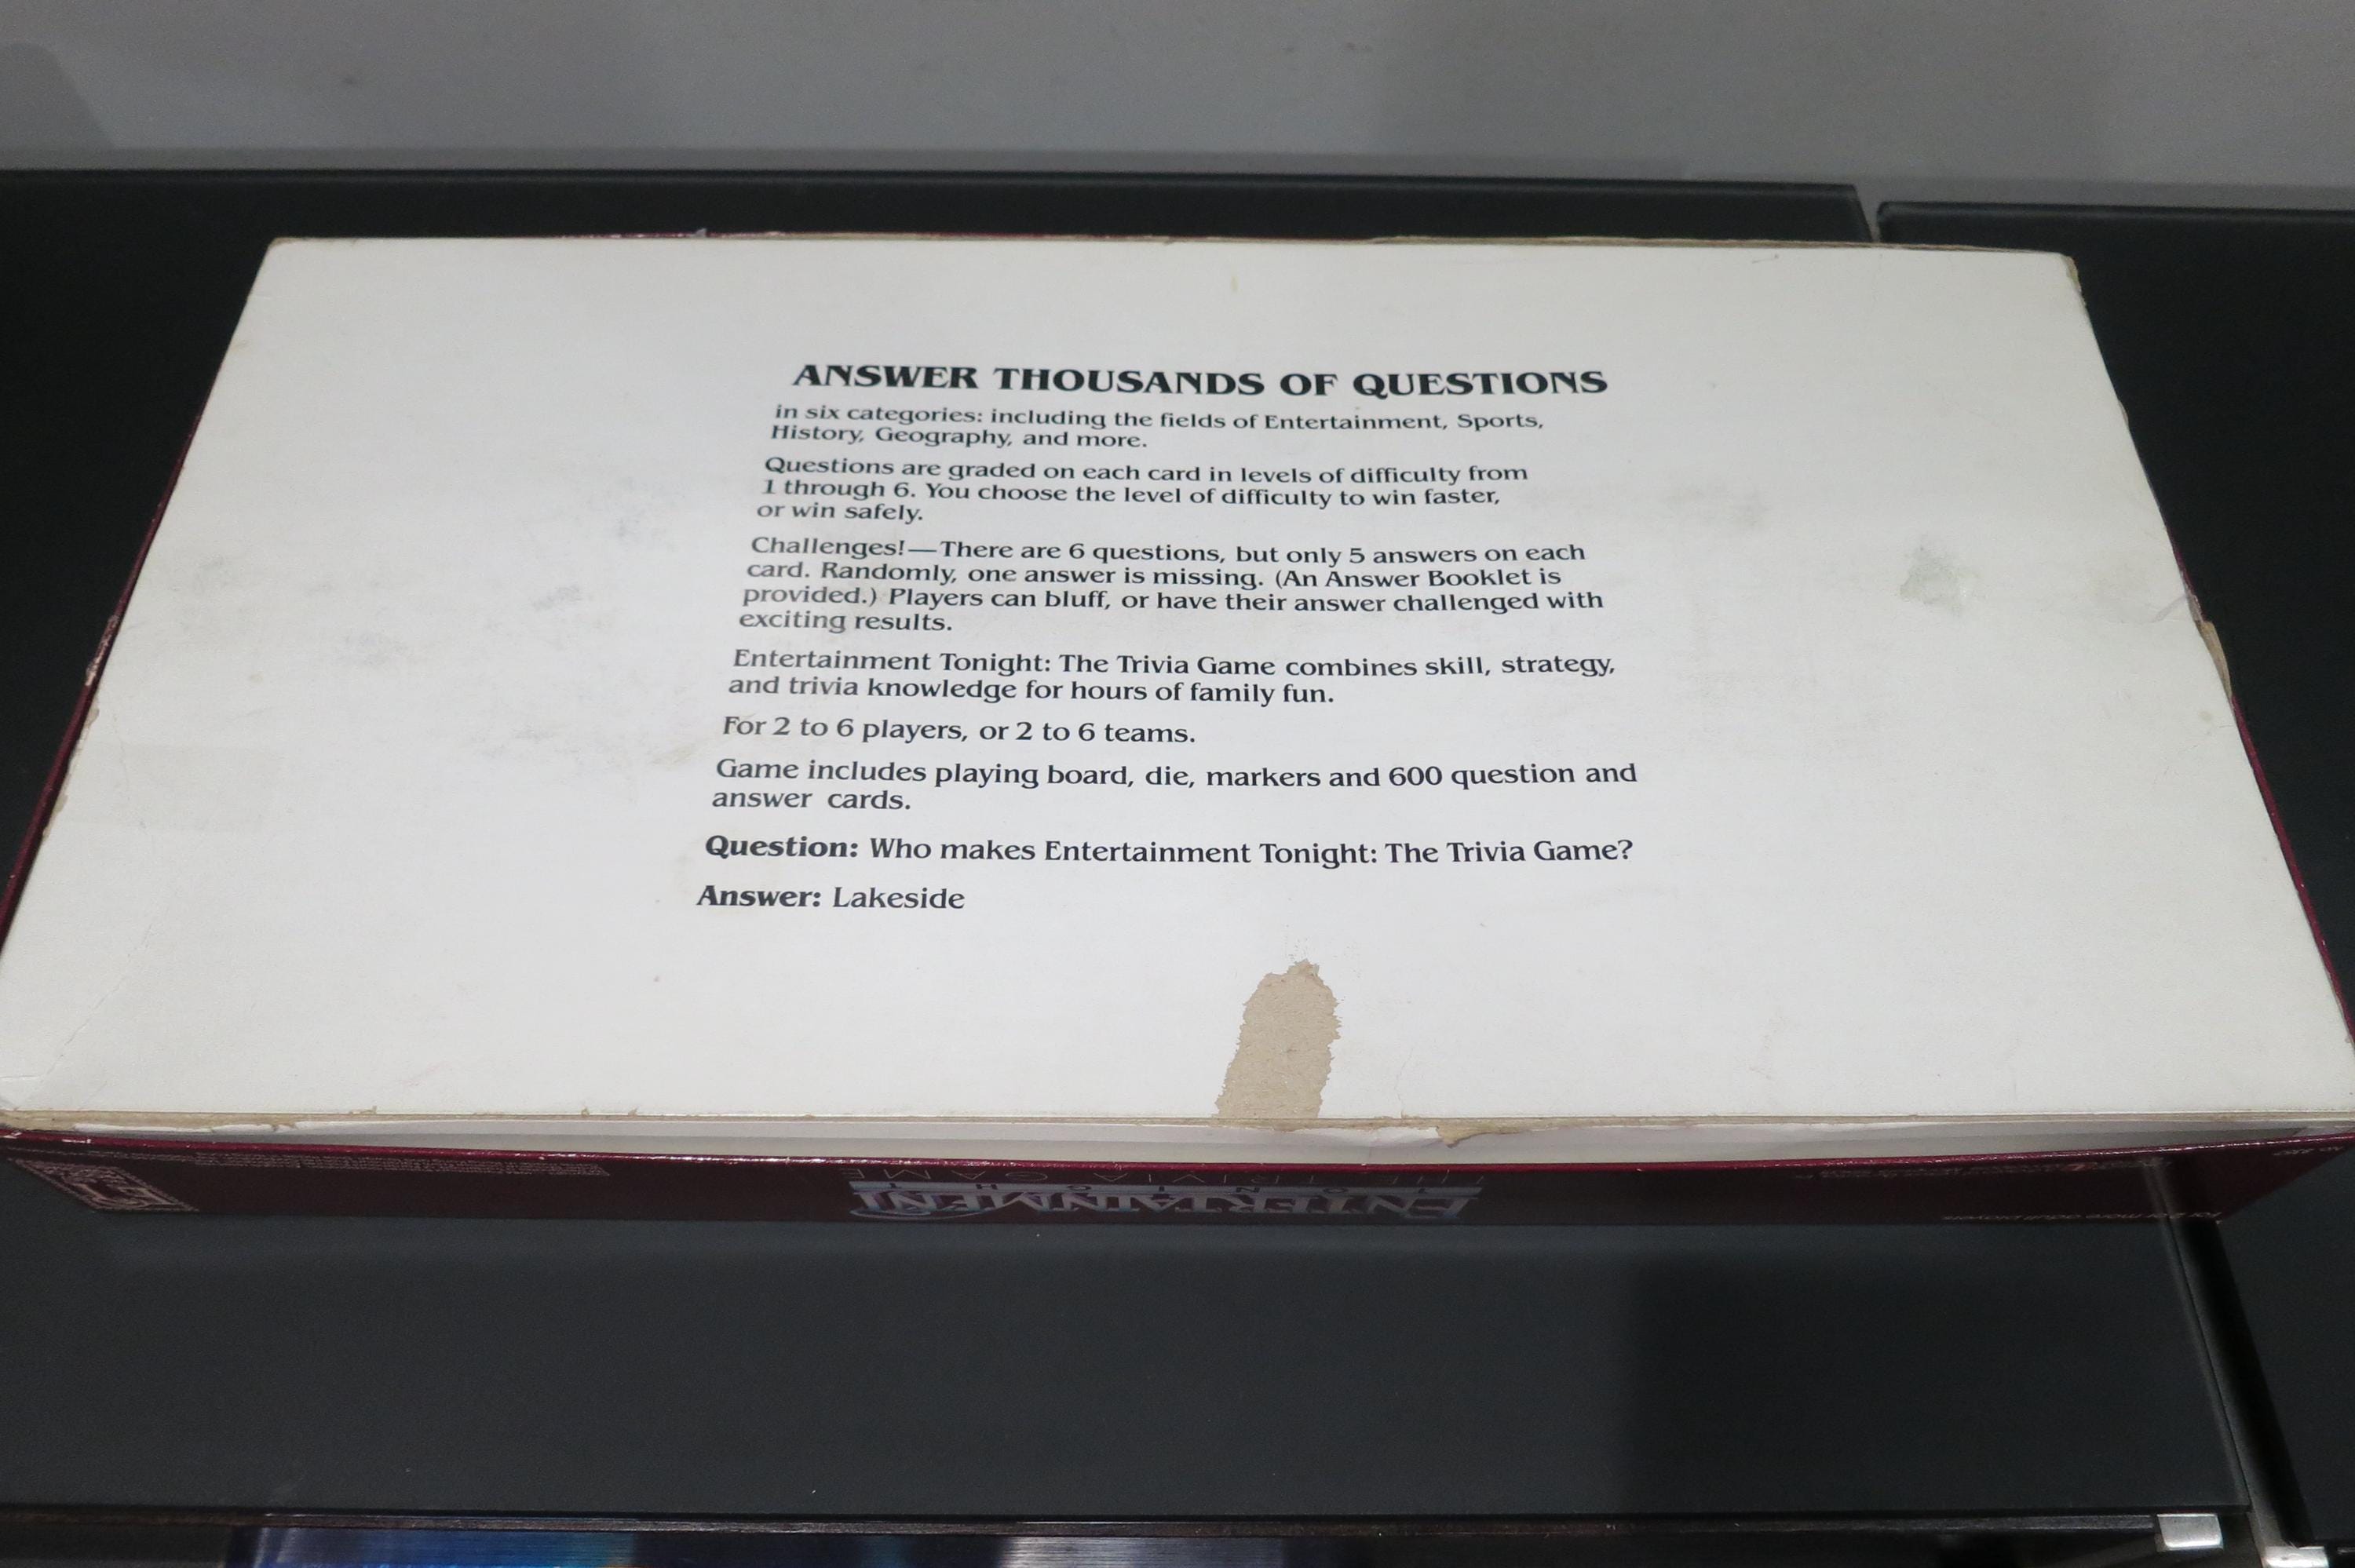 ANSWER THOUSANDS OF QUESTIONS
in six categories: including the fields of Entertainment, Sports,
History, Geography, and more.
Questions are graded on each card in levels of difficulty from
1 through 6. You choose the level of difficulty to win faster,
or win safely.
Challenges!—There are 6 questions, but only 5 answers on each
card. Randomly, one answer is missing. (An Answer Booklet is
provided.) Players can bluff, or have their answer challenged with
exciting results.
Entertainment Tonight: The Trivia Game combines skill, strategy,
and trivia knowledge for hours of family fun.
For 2 to 6 players, or 2 to 6 teams.
Game includes playing board, die, markers and 600 question and
answer cards.
Question: Who makes Entertainment Tonight: The Trivia Game?
Answer: Lakeside
THE TRIVIA GAME
TONIGHT
ENTERTAINMENT